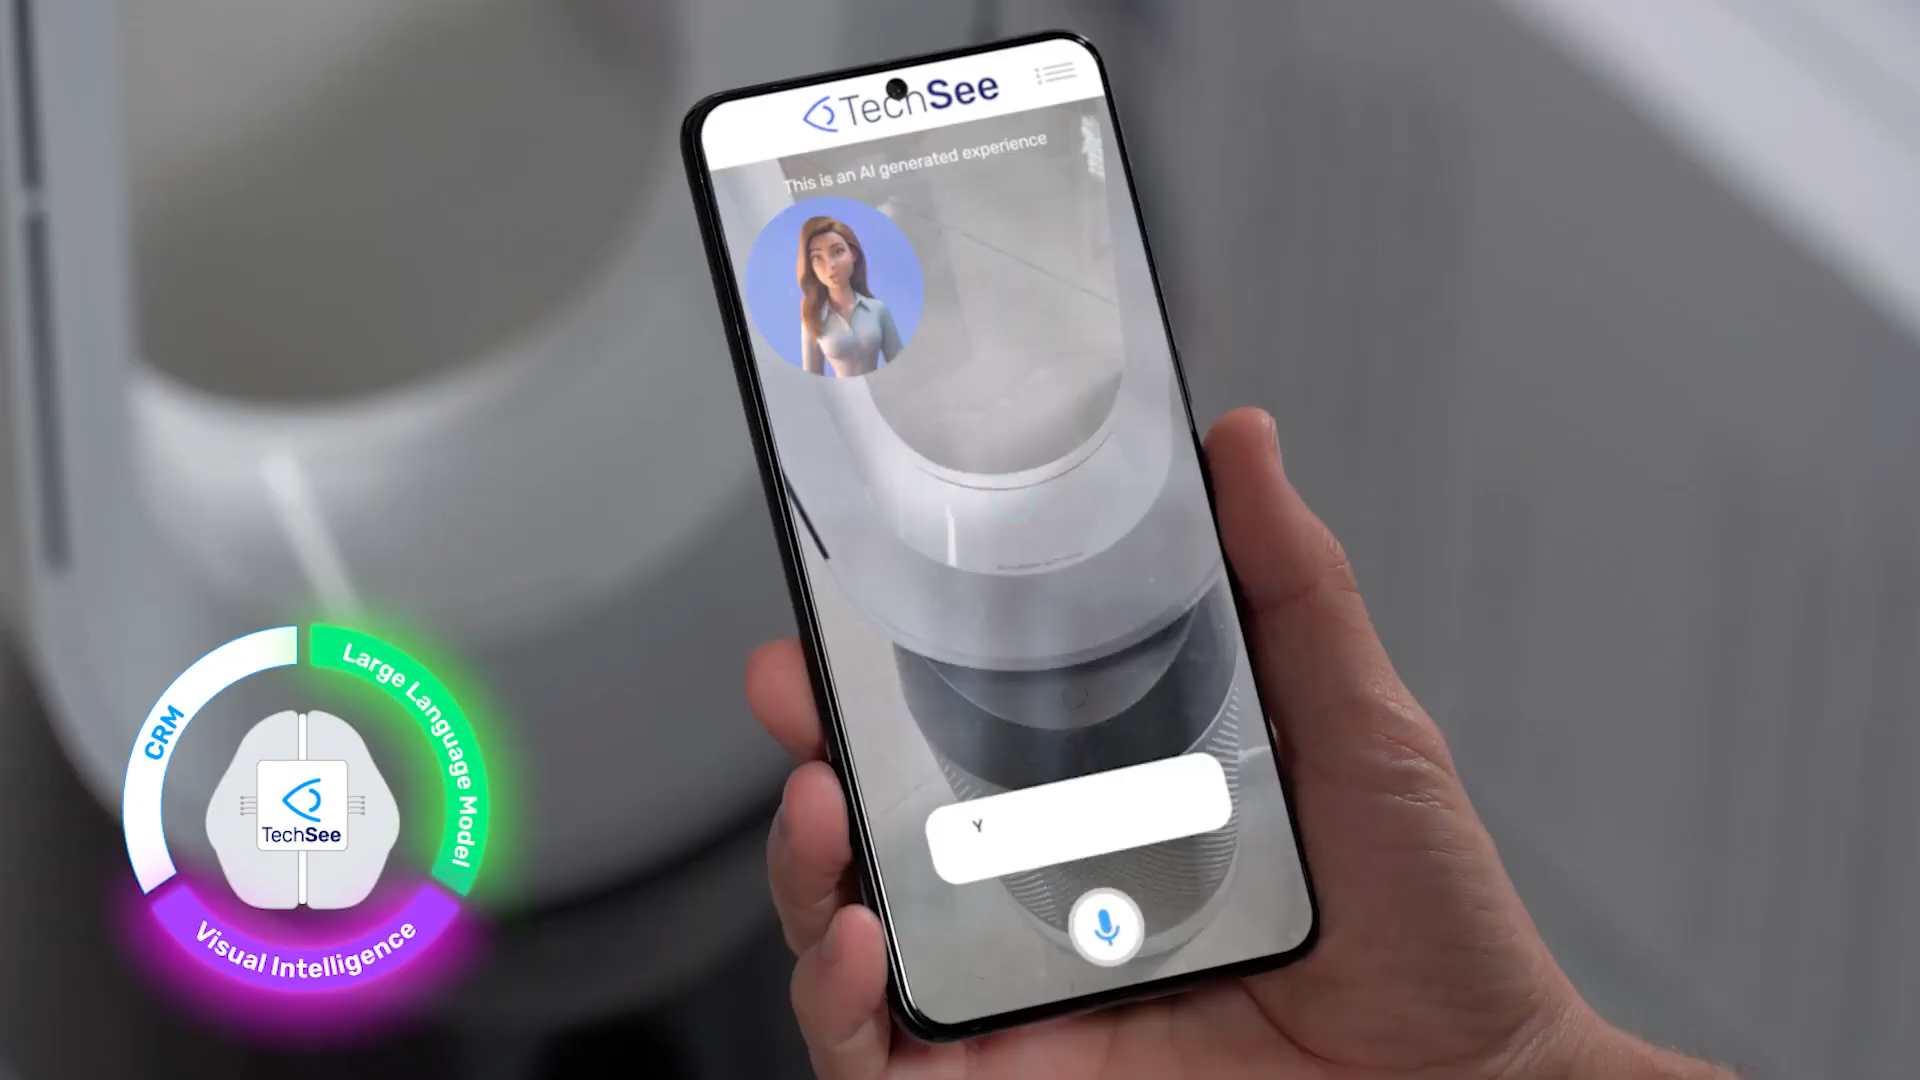 TechSee
This is an AI generated experience
Y
CRM
Large Language Model
Visual Intelligence
TechSee